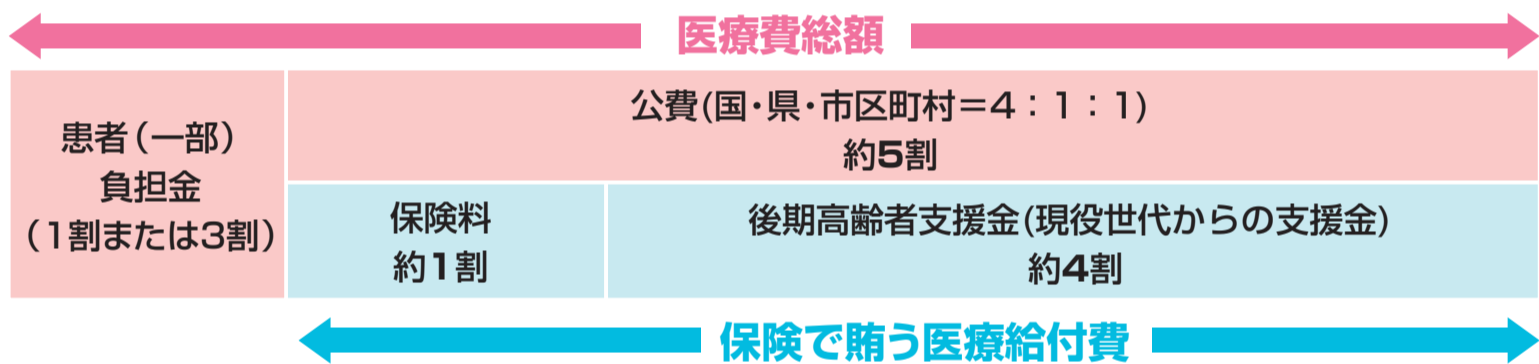 医療費総額
患者(一部)
負担金
(1割または3割)
公費(国・県・市区町村=4:1:1)
約5割
保険料
約1割
後期高齢者支援金(現役世代からの支援金)
約4割
保険で賄う医療給付費